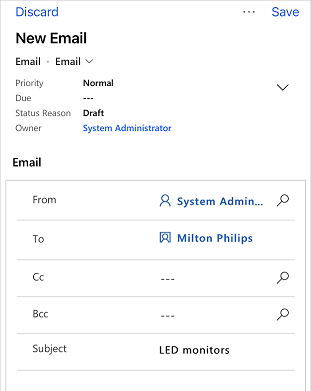 Discard ... Save
New Email
Email · Email
Priority Normal
Due ---
Status Reason Draft
Owner System Administrator
Email
From System Admin...
To Milton Philips
Cc ---
Bcc ---
Subject LED monitors